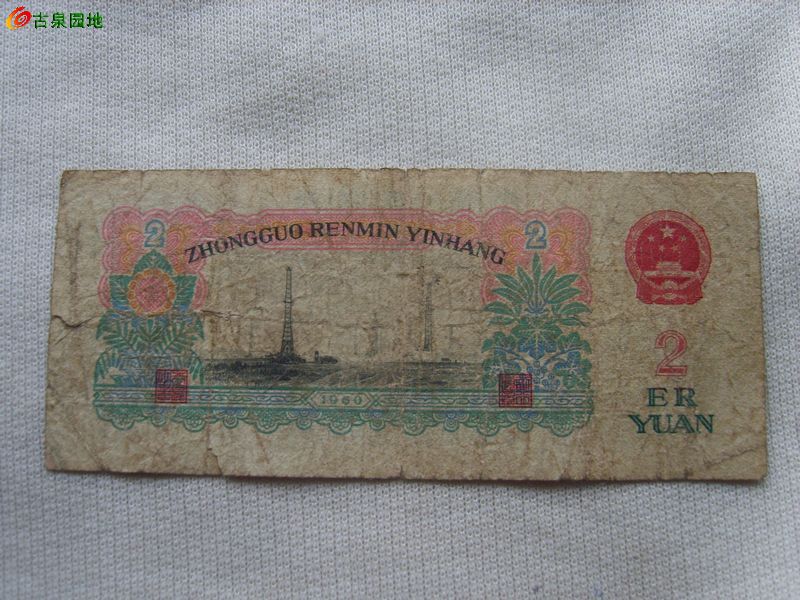 古泉园地
2
ZHONGGUO RENMIN YINHANG
2
2
ER
YUAN
1960